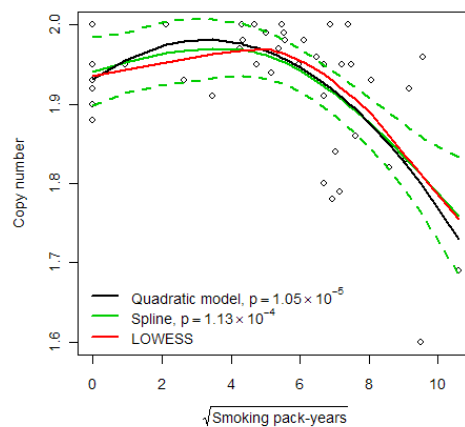 2.0
1.9
1.8
1.7
1.6
Copy number
Quadratic model, p = 1.05 × 10⁻⁵
Spline, p = 1.13 × 10⁻⁴
LOWESS
0 2 4 6 8 10
√Smoking pack-years